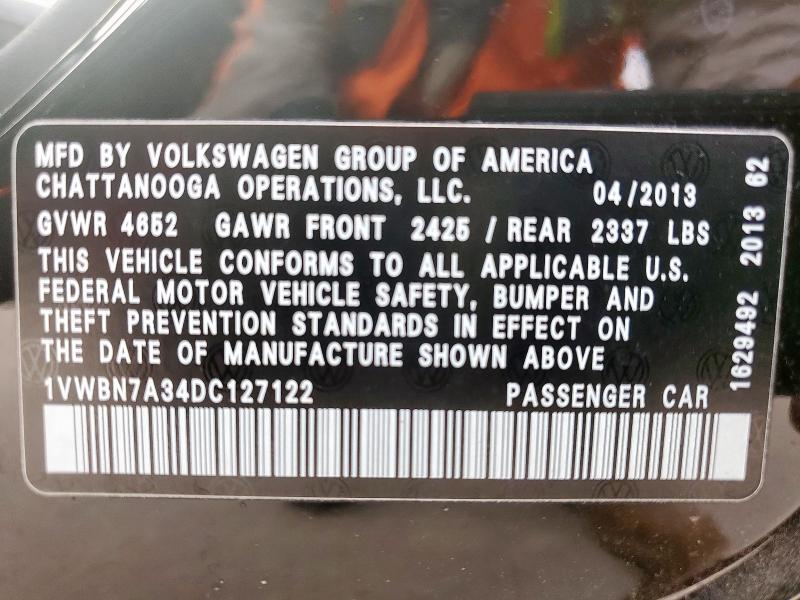 MFD BY VOLKSWAGEN GROUP OF AMERICA
CHATTANOOGA OPERATIONS, LLC. 04/2013
GVWR 4652 GAWR FRONT 2425 / REAR 2337 LBS
THIS VEHICLE CONFORMS TO ALL APPLICABLE U.S.
FEDERAL MOTOR VEHICLE SAFETY, BUMPER AND
THEFT PREVENTION STANDARDS IN EFFECT ON
THE DATE OF MANUFACTURE SHOWN ABOVE
1VWBN7A34DC127122 PASSENGER CAR
1629492 2013 62